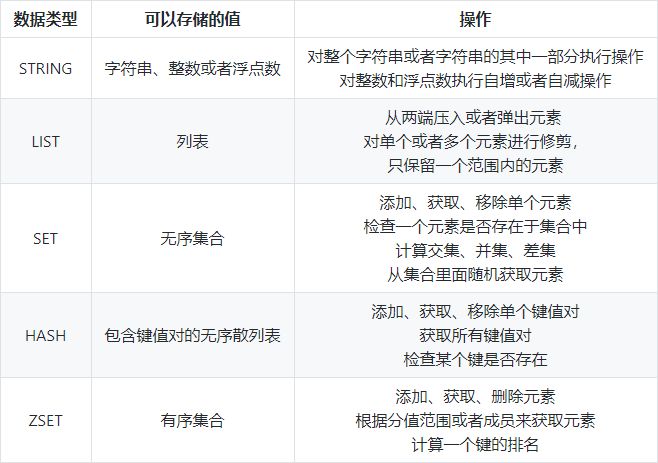 数据类型 可以存储的值 操作
STRING 字符串、整数或者浮点数 对整个字符串或者字符串的其中一部分执行操作
对整数和浮点数执行自增或者自减操作
LIST 列表 从两端压入或者弹出元素
对单个或者多个元素进行修剪，
只保留一个范围内的元素
SET 无序集合 添加、获取、移除单个元素
检查一个元素是否存在于集合中
计算交集、并集、差集
从集合里面随机获取元素
HASH 包含键值对的无序散列表 添加、获取、移除单个键值对
获取所有键值对
检查某个键是否存在
ZSET 有序集合 添加、获取、删除元素
根据分值范围或者成员来获取元素
计算一个键的排名